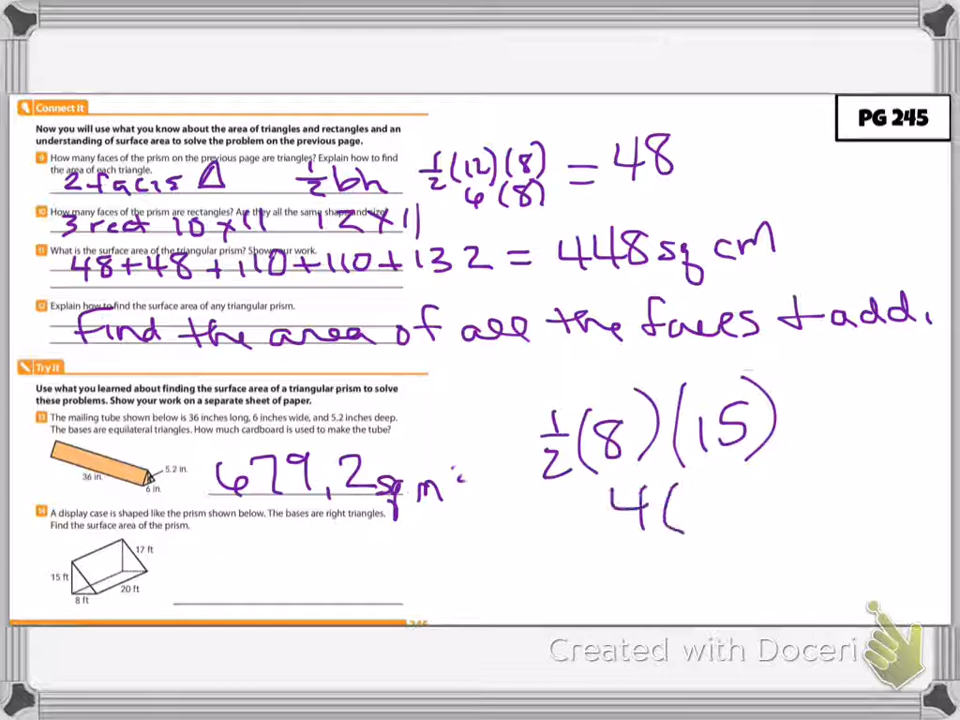 Connect It
PG 245
Now you will use what you know about the area of triangles and rectangles and an
understanding of surface area to solve the problem on the previous page.
9 How many faces of the prism on the previous page are triangles? Explain how to find
the area of each triangle.
2 faces Δ 1/2 bh 1/2(12)(8) = 48
6(8)
10 How many faces of the prism are rectangles? Are they all the same shape and size?
3 rect 10 x 11 12 x 11
11 What is the surface area of the triangular prism? Show your work.
48+48+110+110+132 = 448 sq cm
12 Explain how to find the surface area of any triangular prism.
Find the area of all the faces + add.
Try It
Use what you learned about finding the surface area of a triangular prism to solve
these problems. Show your work on a separate sheet of paper.
13 The mailing tube shown below is 36 inches long, 6 inches wide, and 5.2 inches deep.
The bases are equilateral triangles. How much cardboard is used to make the tube?
5.2 in.
36 in.
6 in.
679.2 sq in
1/2(8)(15)
4(
14 A display case is shaped like the prism shown below. The bases are right triangles.
Find the surface area of the prism.
17 ft
15 ft
20 ft
8 ft
245
Created with Doceri